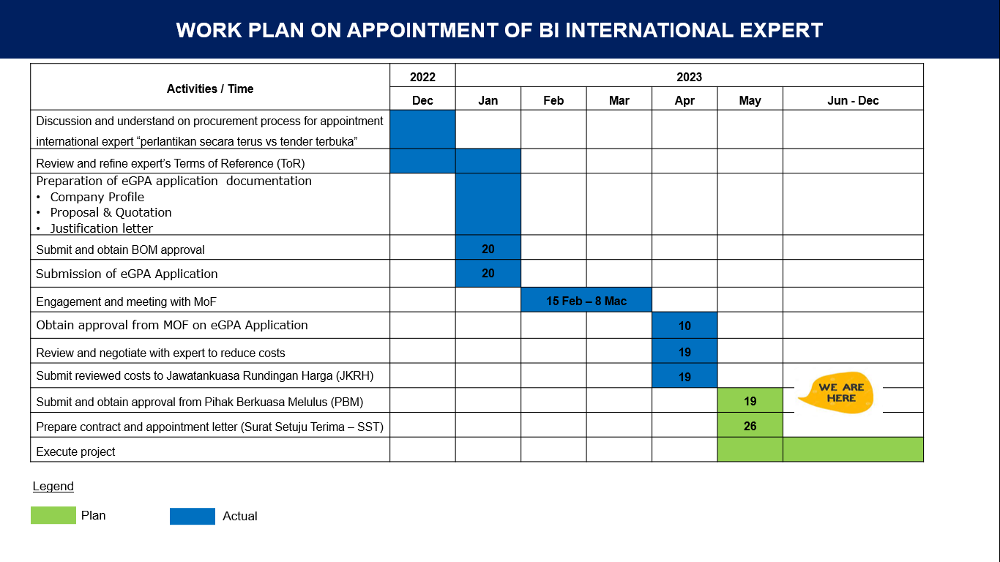 WORK PLAN ON APPOINTMENT OF BI INTERNATIONAL EXPERT
Activities / Time
2022
2023
Dec
Jan
Feb
Mar
Apr
May
Jun - Dec
Discussion and understand on procurement process for appointment
international expert “perlantikan secara terus vs tender terbuka”
Review and refine expert’s Terms of Reference (ToR)
Preparation of eGPA application  documentation
• Company Profile
• Proposal & Quotation
• Justification letter
Submit and obtain BOM approval
20
Submission of eGPA Application
20
Engagement and meeting with MoF
15 Feb – 8 Mac
Obtain approval from MOF on eGPA Application
10
Review and negotiate with expert to reduce costs
19
Submit reviewed costs to Jawatankuasa Rundingan Harga (JKRH)
19
Submit and obtain approval from Pihak Berkuasa Melulus (PBM)
19
WE ARE
HERE
Prepare contract and appointment letter (Surat Setuju Terima – SST)
26
Execute project
Legend
Plan
Actual